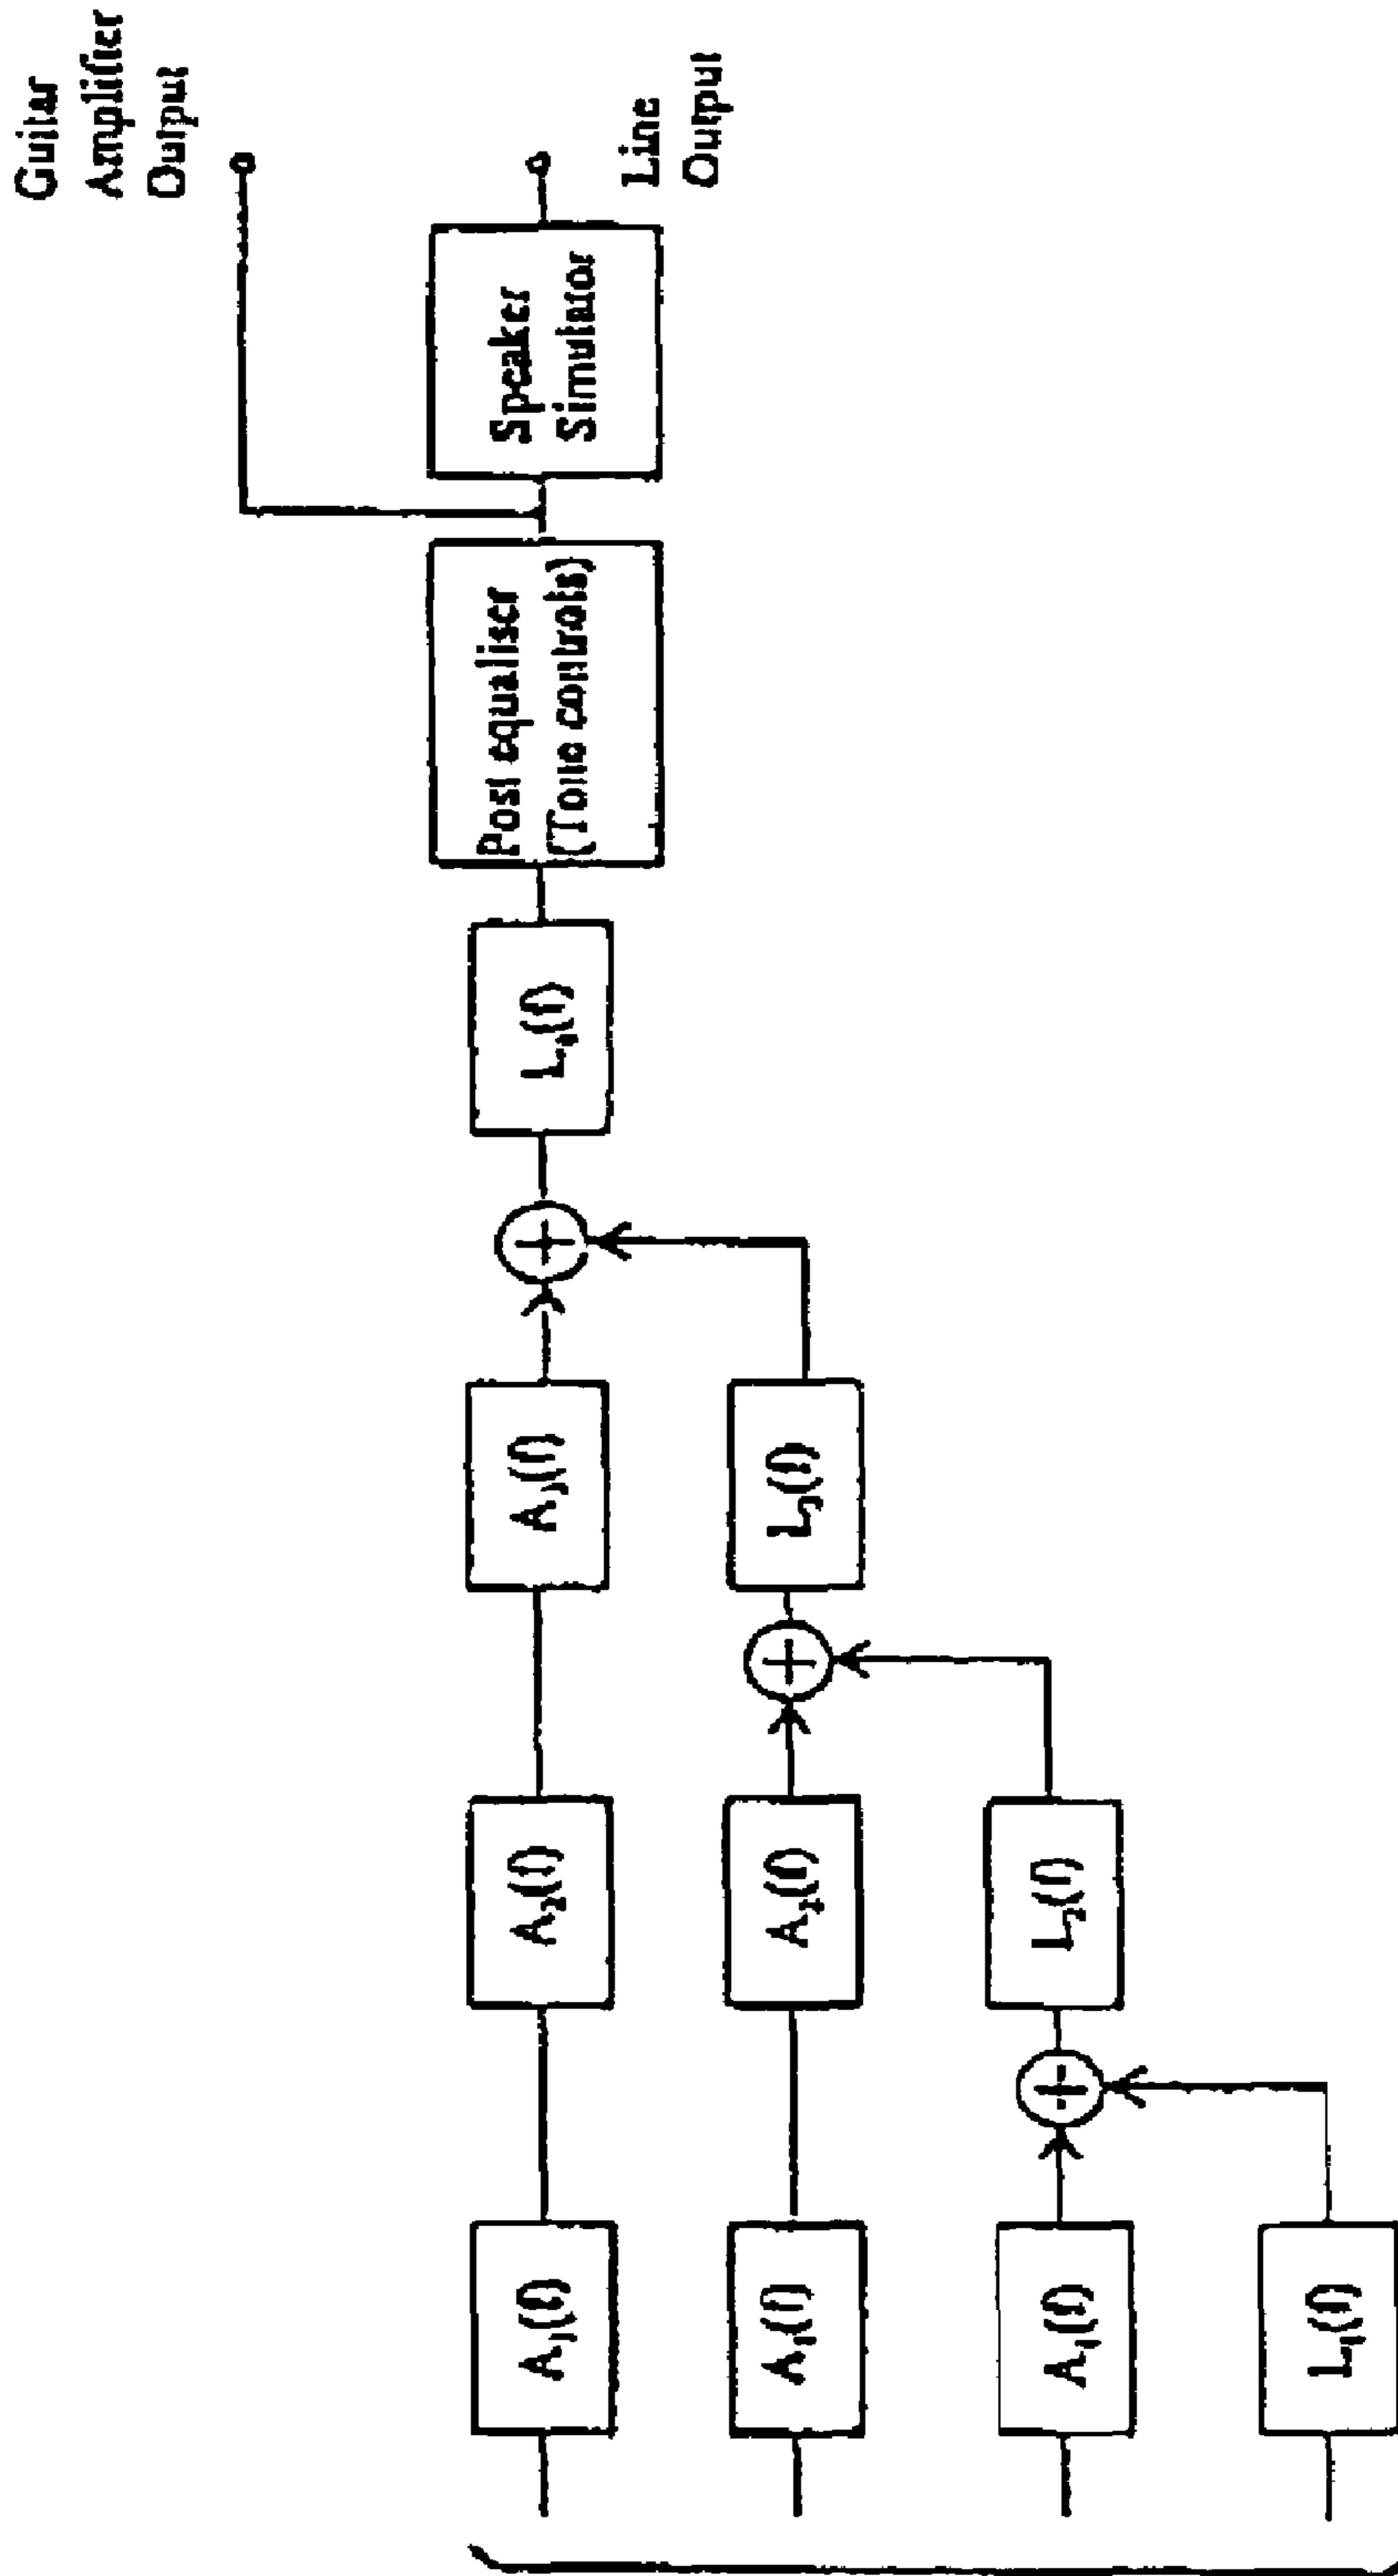 Guitar
Amplifier
Output
A₁(f)
A₂(f)
A₃(f)
+
L₄(f)
Post equaliser
(Tone controls)
Speaker
Simulator
Line
Output
A₁(f)
A₂(f)
+
L₃(f)
A₁(f)
+
L₂(f)
L₁(f)